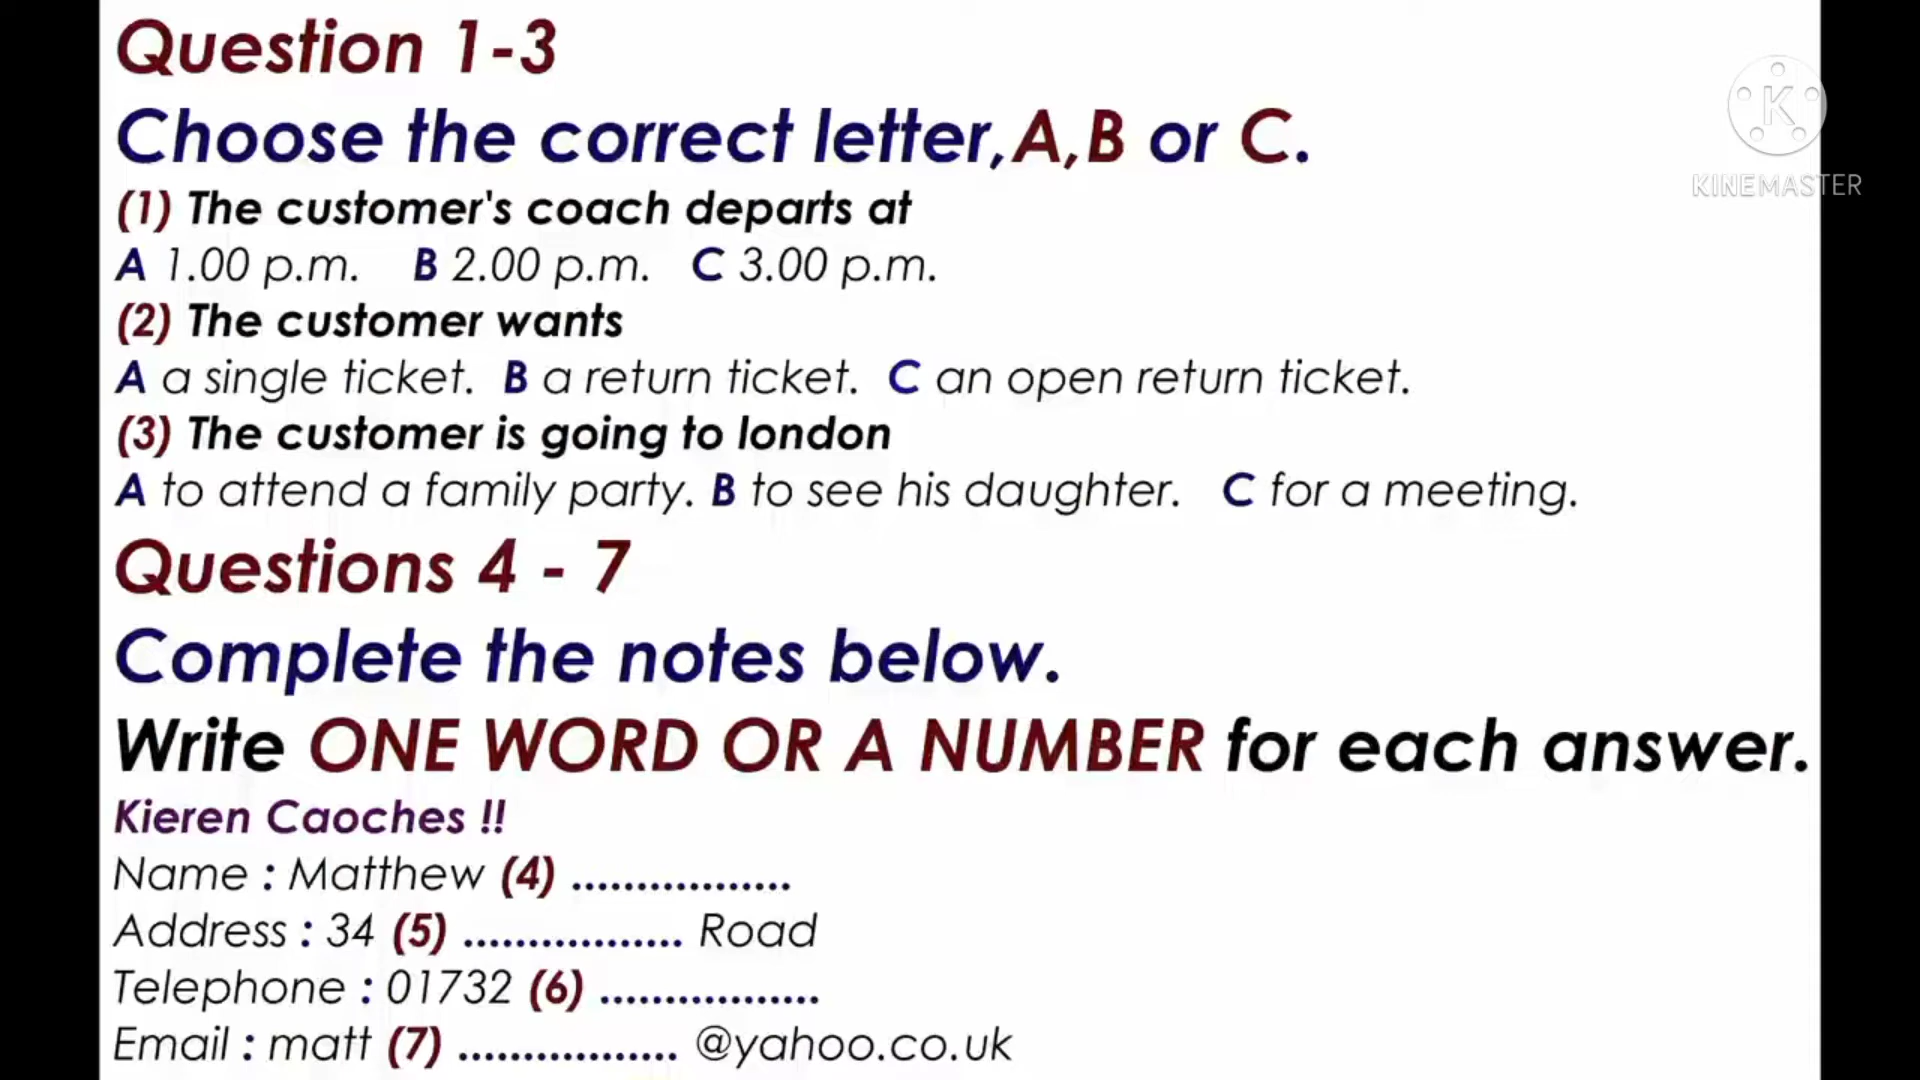 Question 1-3
Choose the correct letter,A,B or C.
(1) The customer's coach departs at
A 1.00 p.m. B 2.00 p.m. C 3.00 p.m.
(2) The customer wants
A a single ticket. B a return ticket. C an open return ticket.
(3) The customer is going to london
A to attend a family party. B to see his daughter. C for a meeting.
Questions 4 - 7
Complete the notes below.
Write ONE WORD OR A NUMBER for each answer.
Kieren Caoches !!
Name : Matthew (4) .................
Address : 34 (5) ................. Road
Telephone : 01732 (6) .................
Email : matt (7) ................. @yahoo.co.uk
K
KINEMASTER